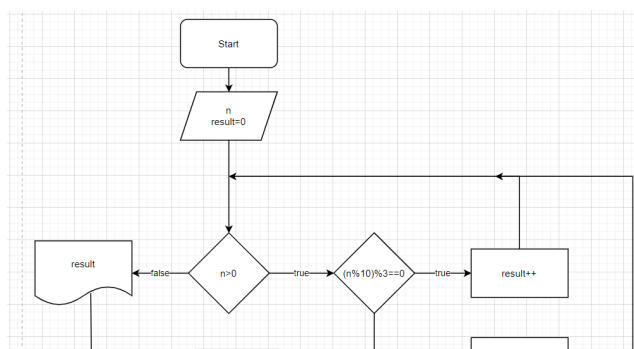 Start
n
result=0
result
false
n>0
true
(n%10)%3==0
true
result++